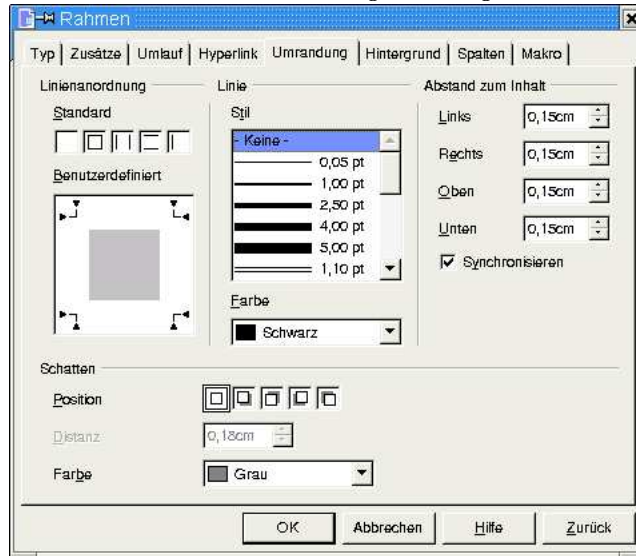 Rahmen
Typ Zusätze Umlauf Hyperlink Umrandung Hintergrund Spalten Makro
Linienanordnung
Standard
Benutzerdefiniert
Linie
Stil
- Keine -
0,05 pt
1,00 pt
2,50 pt
4,00 pt
5,00 pt
1,10 pt
Farbe
Schwarz
Abstand zum Inhalt
Links 0,15cm
Rechts 0,15cm
Oben 0,15cm
Unten 0,15cm
Synchronisieren
Schatten
Position
Distanz 0,18cm
Farbe Grau
OK Abbrechen Hilfe Zurück